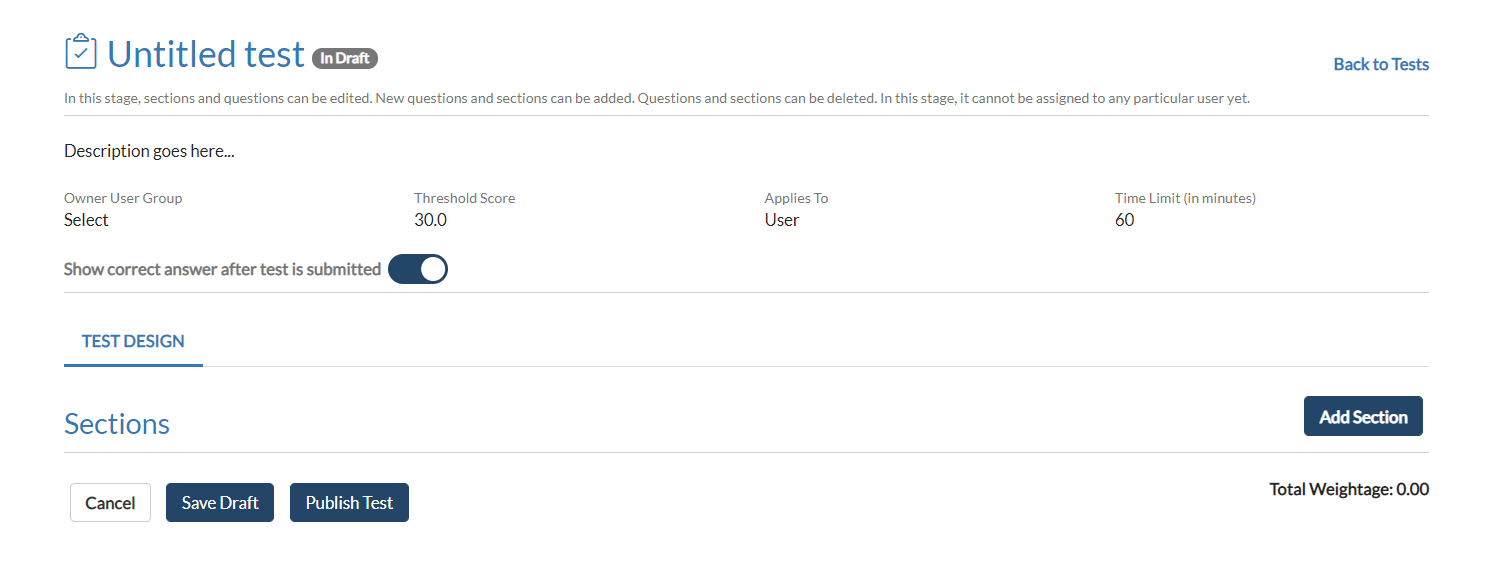 Untitled test In Draft
Back to Tests
In this stage, sections and questions can be edited. New questions and sections can be added. Questions and sections can be deleted. In this stage, it cannot be assigned to any particular user yet.
Description goes here...
Owner User Group Threshold Score Applies To Time Limit (in minutes)
Select 30.0 User 60
Show correct answer after test is submitted
TEST DESIGN
Sections
Add Section
Cancel Save Draft Publish Test
Total Weightage: 0.00